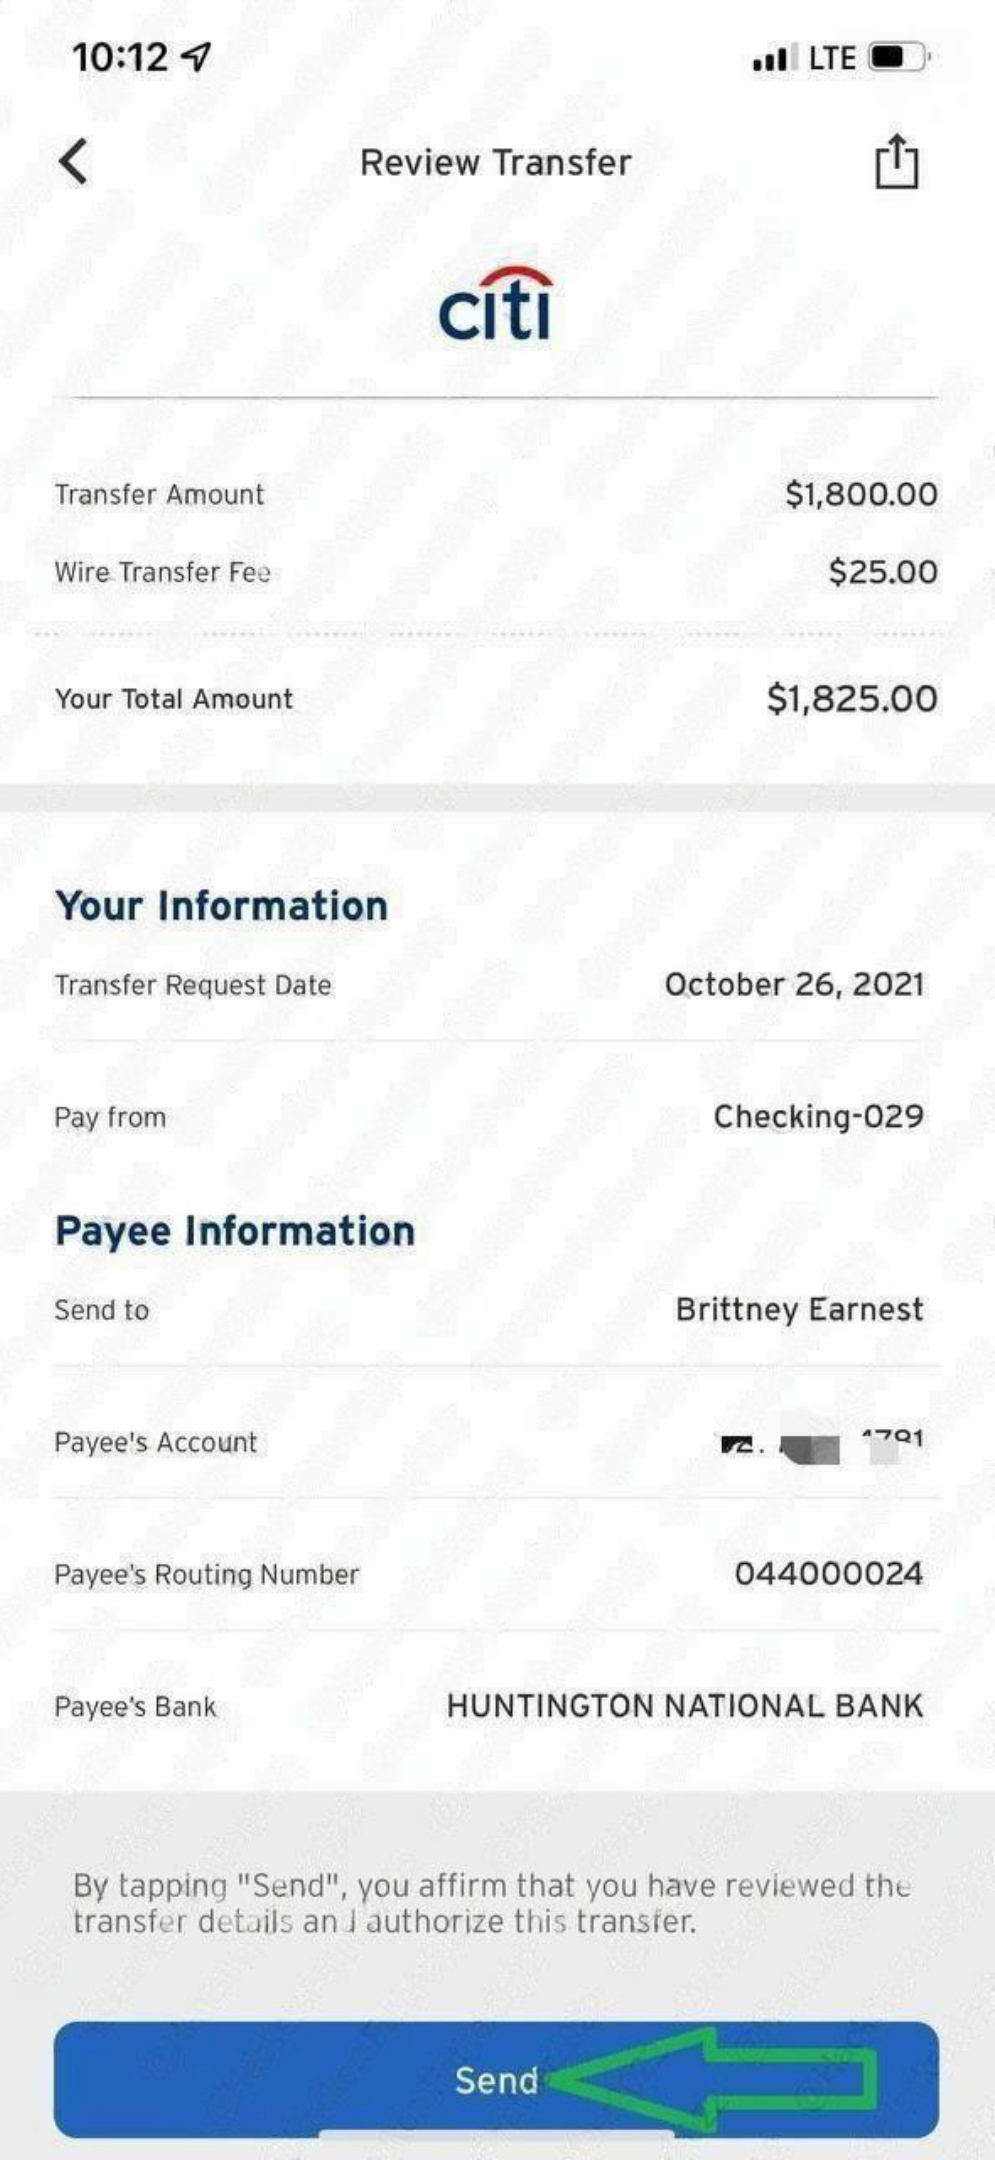 10:12 LTE
Review Transfer
citi
Transfer Amount $1,800.00
Wire Transfer Fee $25.00
Your Total Amount $1,825.00
Your Information
Transfer Request Date October 26, 2021
Pay from Checking-029
Payee Information
Send to Brittney Earnest
Payee's Account
Payee's Routing Number 044000024
Payee's Bank HUNTINGTON NATIONAL BANK
By tapping "Send", you affirm that you have reviewed the
transfer details and authorize this transfer.
Send